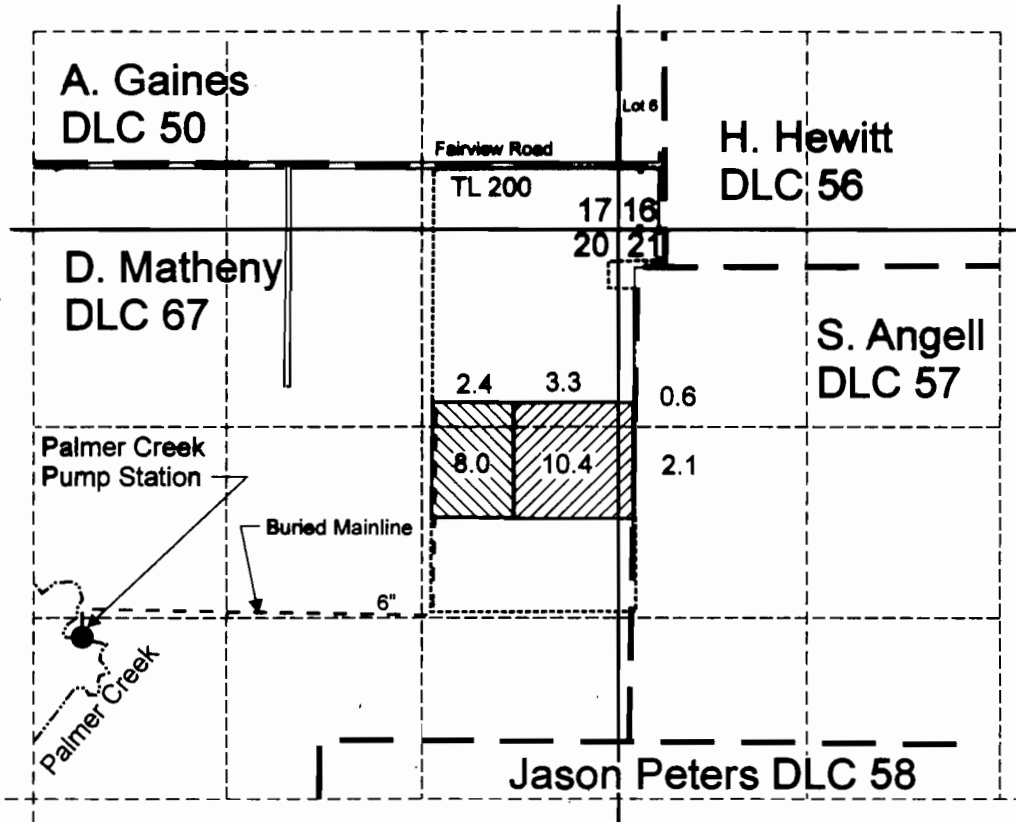 A. Gaines
DLC 50
Lot 6
H. Hewitt
DLC 56
Fairview Road
TL 200
17 16
20 21
D. Matheny
DLC 67
S. Angell
DLC 57
2.4 3.3 0.6
8.0 10.4 2.1
Palmer Creek
Pump Station
Buried Mainline
6"
Palmer Creek
Jason Peters DLC 58